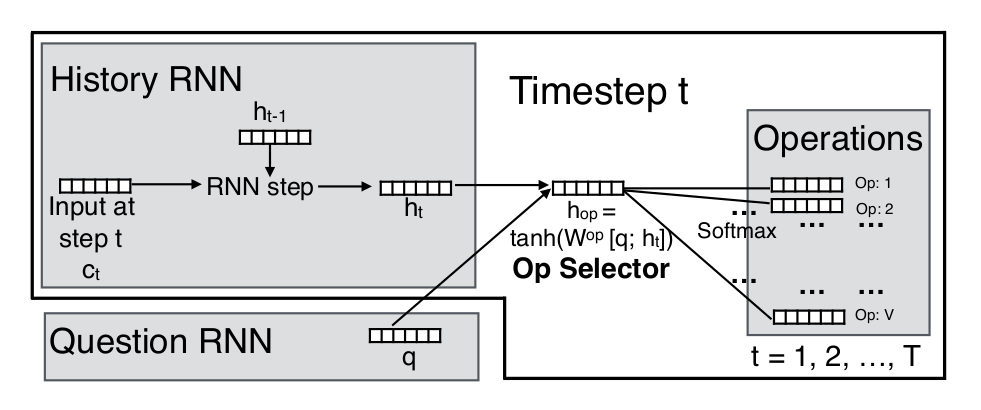 History RNN
Timestep t
h_{t-1}
Operations
RNN step
Input at
step t
c_t
h_t
h_{op} =
tanh(W^{op} [q; h_t])
Op Selector
Softmax
Op: 1
Op: 2
... ... ...
... ... ...
Op: V
Question RNN
q
t = 1, 2, ..., T